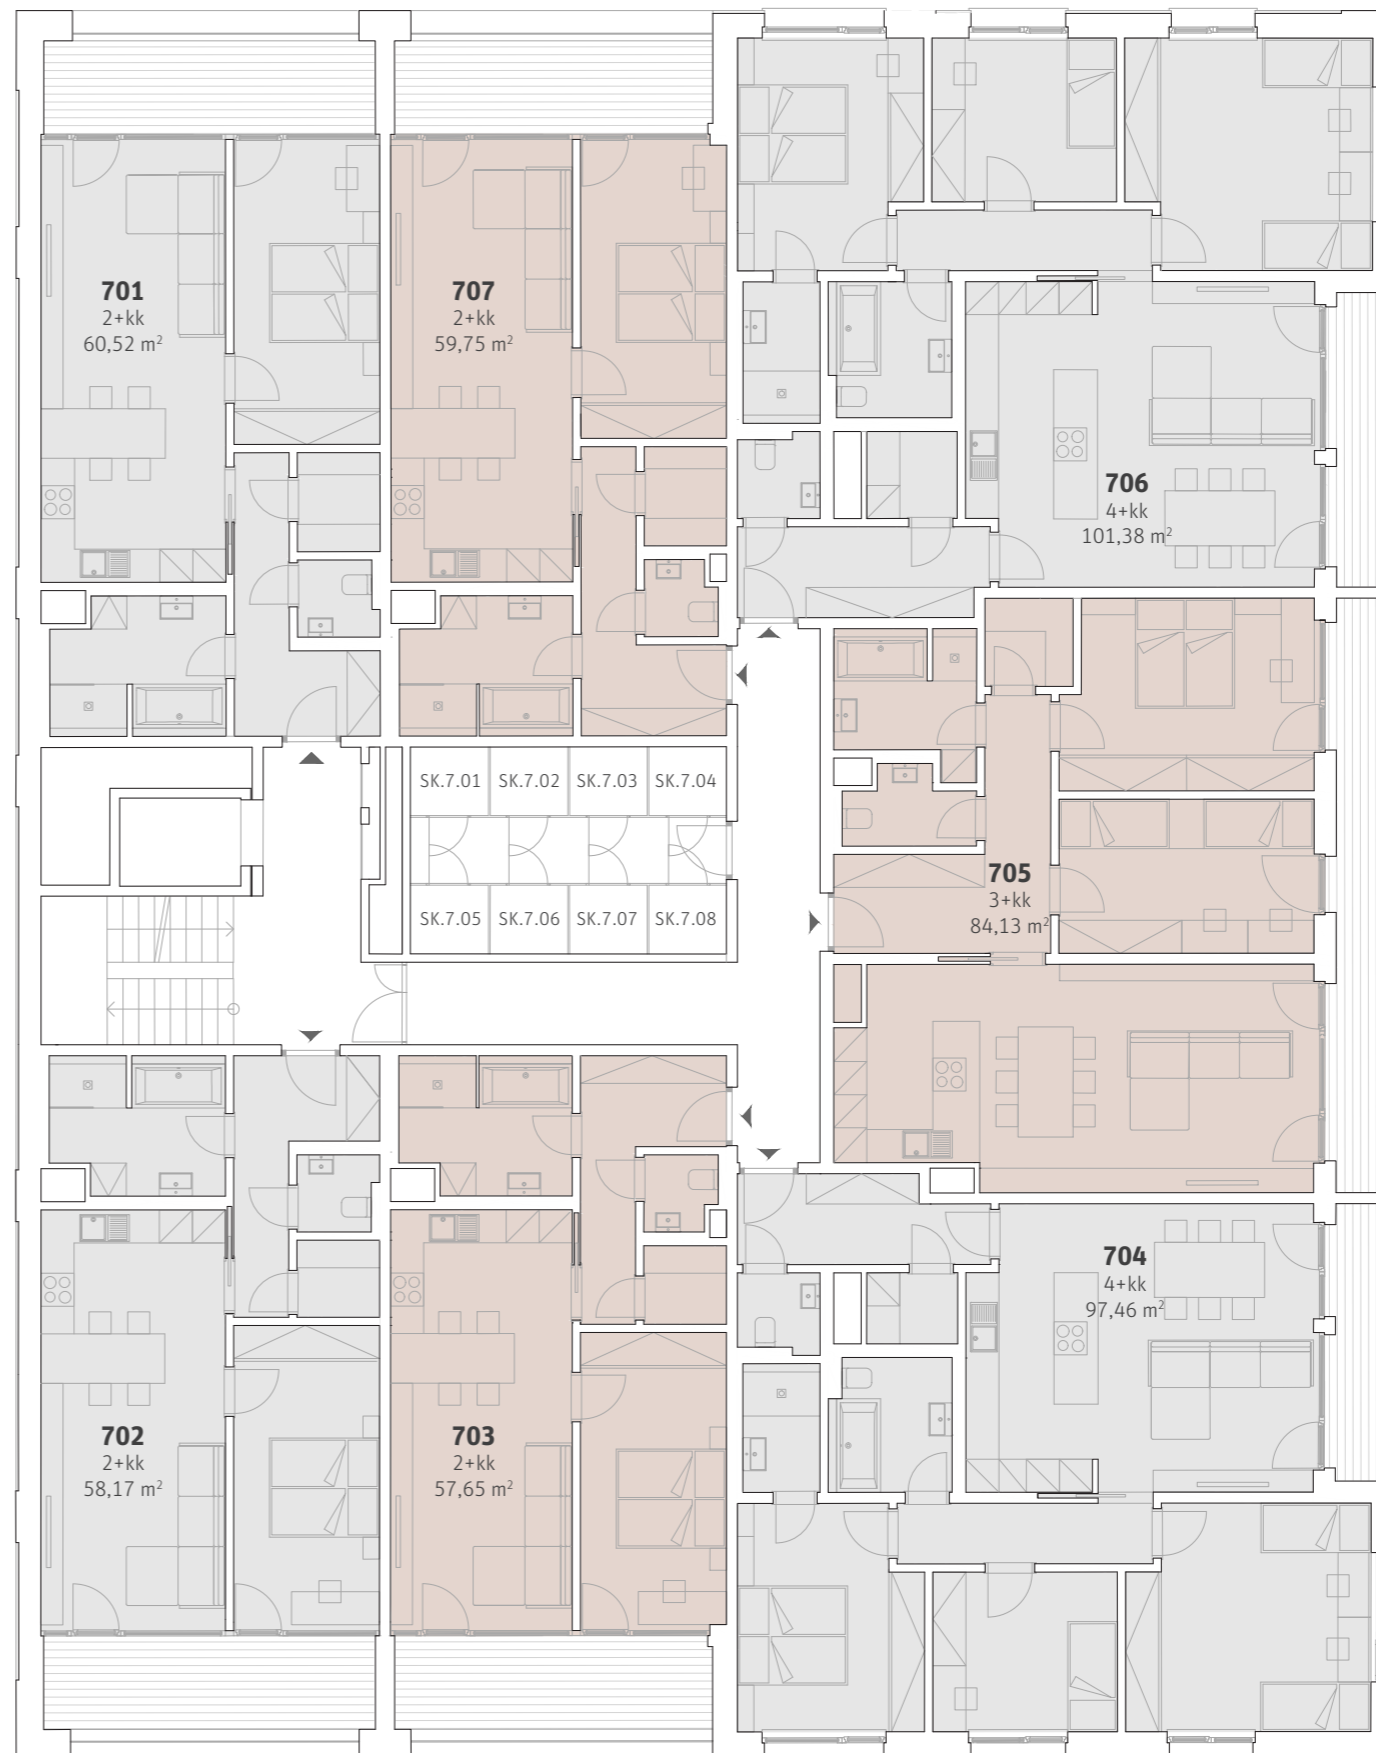 701
2+kk
60,52 m²
707
2+kk
59,75 m²
706
4+kk
101,38 m²
SK.7.01
SK.7.02
SK.7.03
SK.7.04
SK.7.05
SK.7.06
SK.7.07
SK.7.08
705
3+kk
84,13 m²
702
2+kk
58,17 m²
703
2+kk
57,65 m²
704
4+kk
97,46 m²